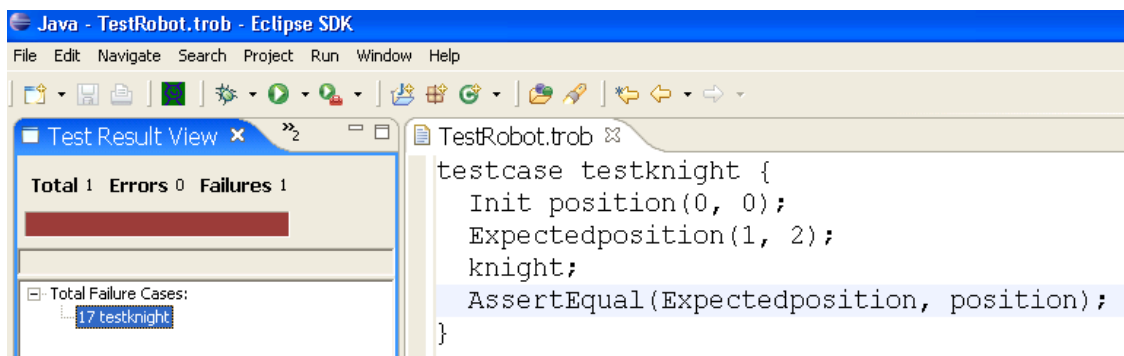 Java - TestRobot.trob - Eclipse SDK
File Edit Navigate Search Project Run Window Help
Test Result View
»2
TestRobot.trob
Total 1 Errors 0 Failures 1
Total Failure Cases:
17 testknight
testcase testknight {
Init position(0, 0);
Expectedposition(1, 2);
knight;
AssertEqual(Expectedposition, position);
}